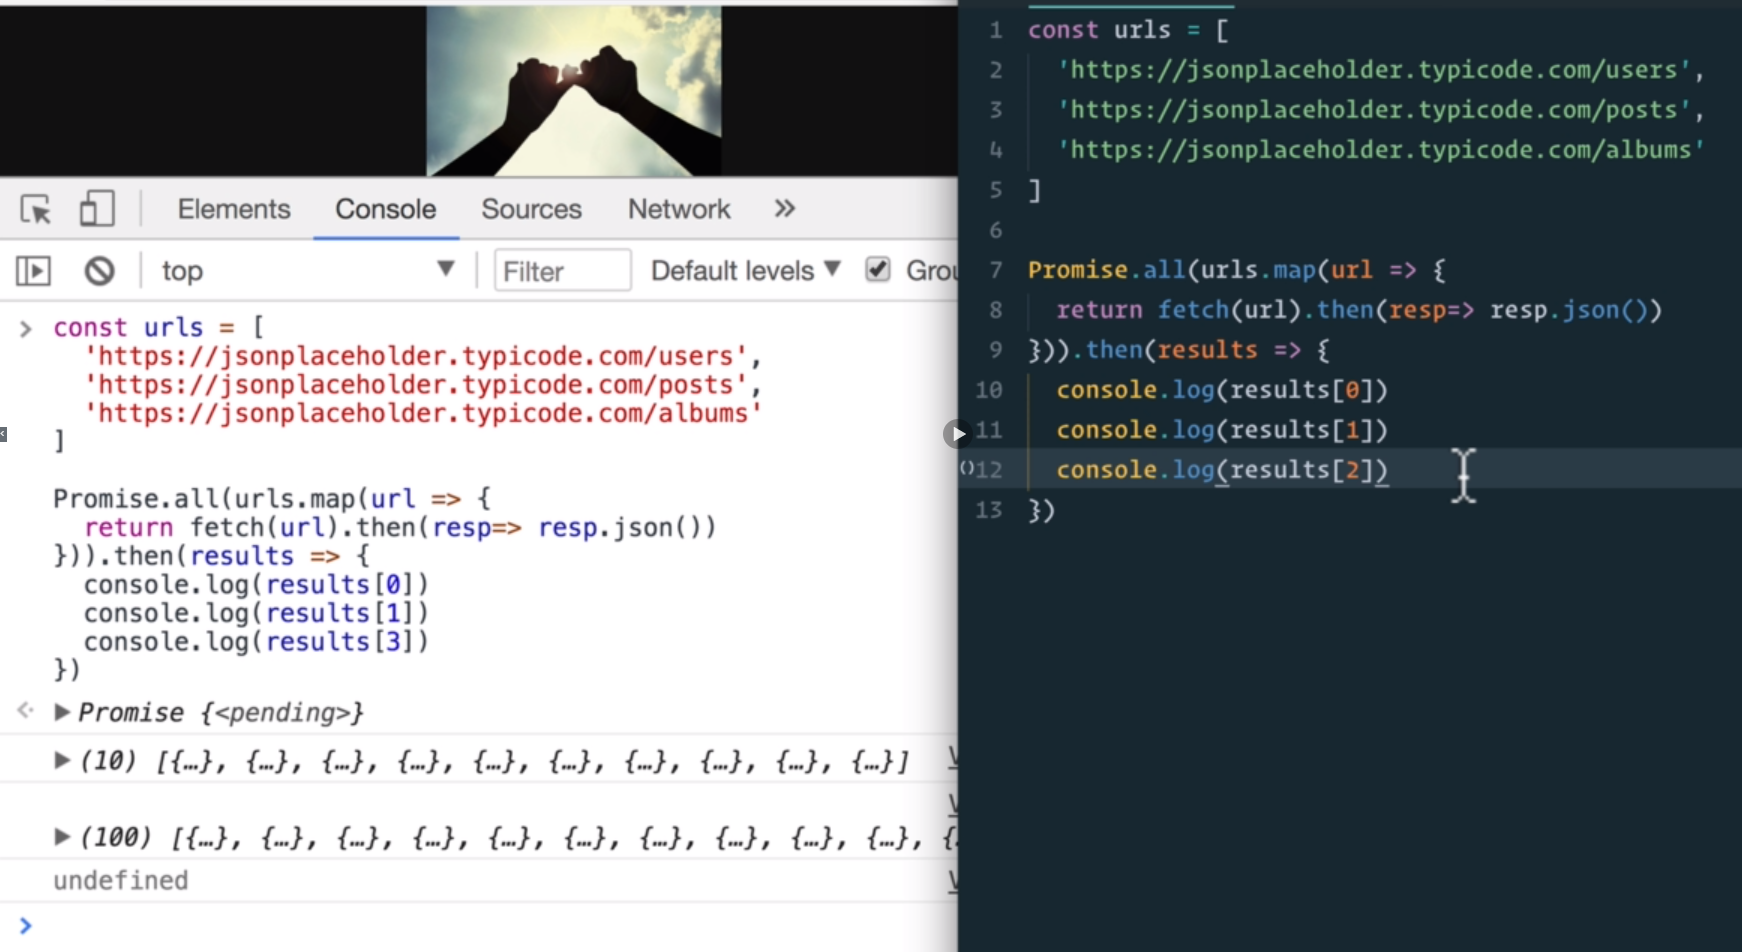 Elements Console Sources Network »
top Filter Default levels Grou
> const urls = [
'https://jsonplaceholder.typicode.com/users',
'https://jsonplaceholder.typicode.com/posts',
'https://jsonplaceholder.typicode.com/albums'
]
Promise.all(urls.map(url => {
return fetch(url).then(resp=> resp.json())
})).then(results => {
console.log(results[0])
console.log(results[1])
console.log(results[3])
})
Promise {<pending>}
(10) [{…}, {…}, {…}, {…}, {…}, {…}, {…}, {…}, {…}, {…}]
(100) [{…}, {…}, {…}, {…}, {…}, {…}, {…}, {…}, {…}, {…}, {
undefined
>
1 const urls = [
2 'https://jsonplaceholder.typicode.com/users',
3 'https://jsonplaceholder.typicode.com/posts',
4 'https://jsonplaceholder.typicode.com/albums'
5 ]
6
7 Promise.all(urls.map(url => {
8 return fetch(url).then(resp=> resp.json())
9 })).then(results => {
10 console.log(results[0])
11 console.log(results[1])
()12 console.log(results[2])
13 })